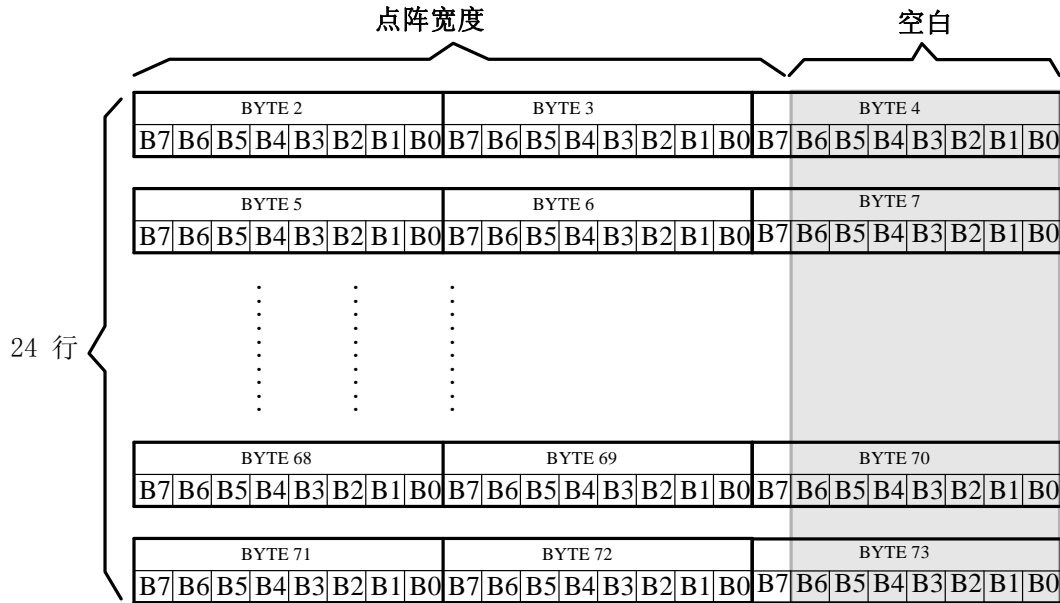 点阵宽度 空白
BYTE 2 BYTE 3 BYTE 4
B7 B6 B5 B4 B3 B2 B1 B0 B7 B6 B5 B4 B3 B2 B1 B0 B7 B6 B5 B4 B3 B2 B1 B0
BYTE 5 BYTE 6 BYTE 7
B7 B6 B5 B4 B3 B2 B1 B0 B7 B6 B5 B4 B3 B2 B1 B0 B7 B6 B5 B4 B3 B2 B1 B0
24 行
BYTE 68 BYTE 69 BYTE 70
B7 B6 B5 B4 B3 B2 B1 B0 B7 B6 B5 B4 B3 B2 B1 B0 B7 B6 B5 B4 B3 B2 B1 B0
BYTE 71 BYTE 72 BYTE 73
B7 B6 B5 B4 B3 B2 B1 B0 B7 B6 B5 B4 B3 B2 B1 B0 B7 B6 B5 B4 B3 B2 B1 B0